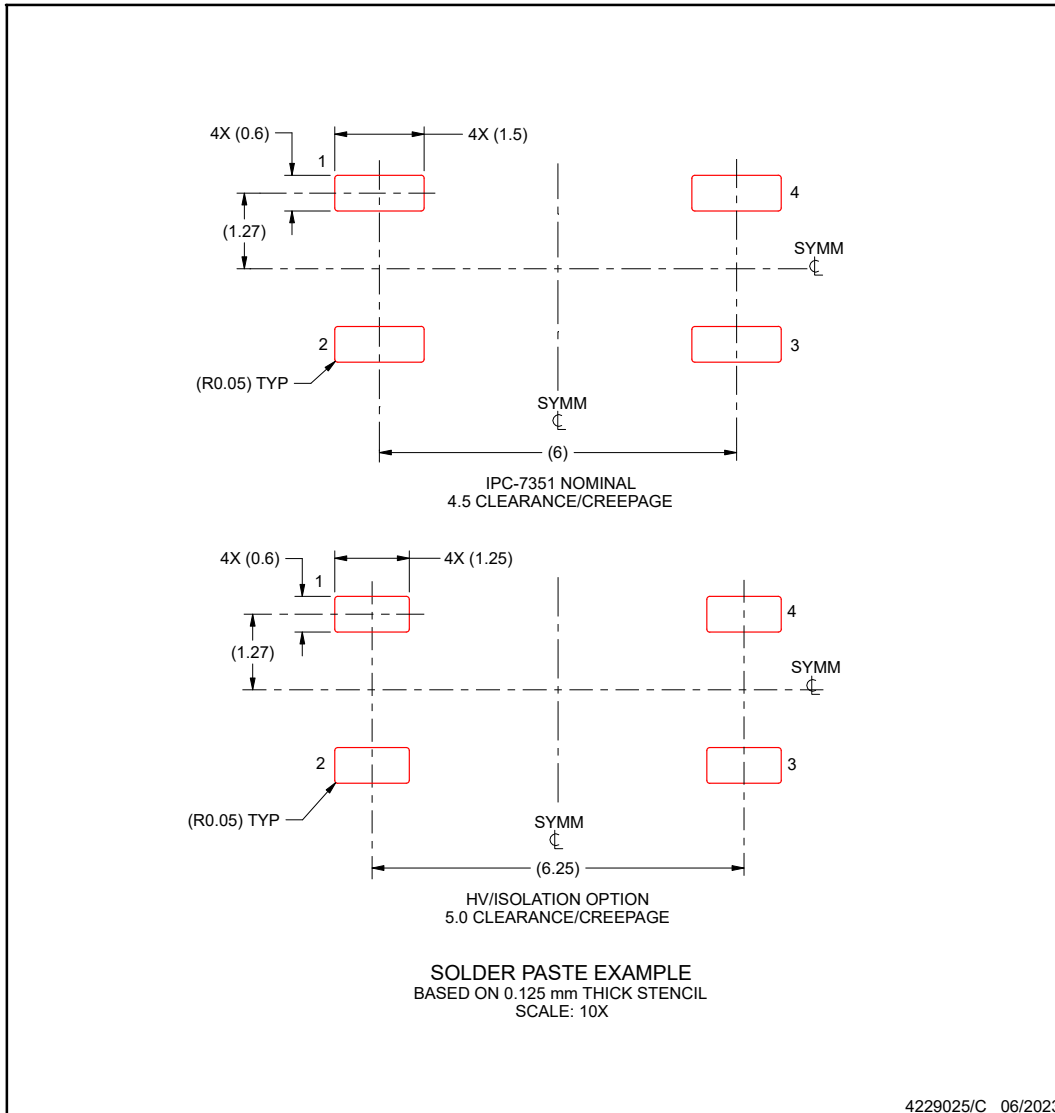 4X (0.6)
4X (1.5)
1
4
(1.27)
SYMM
℄
2
3
(R0.05) TYP
SYMM
℄
(6)
IPC-7351 NOMINAL
4.5 CLEARANCE/CREEPAGE
4X (0.6)
4X (1.25)
1
4
(1.27)
SYMM
℄
2
3
(R0.05) TYP
SYMM
℄
(6.25)
HV/ISOLATION OPTION
5.0 CLEARANCE/CREEPAGE
SOLDER PASTE EXAMPLE
BASED ON 0.125 mm THICK STENCIL
SCALE: 10X
4229025/C 06/2023